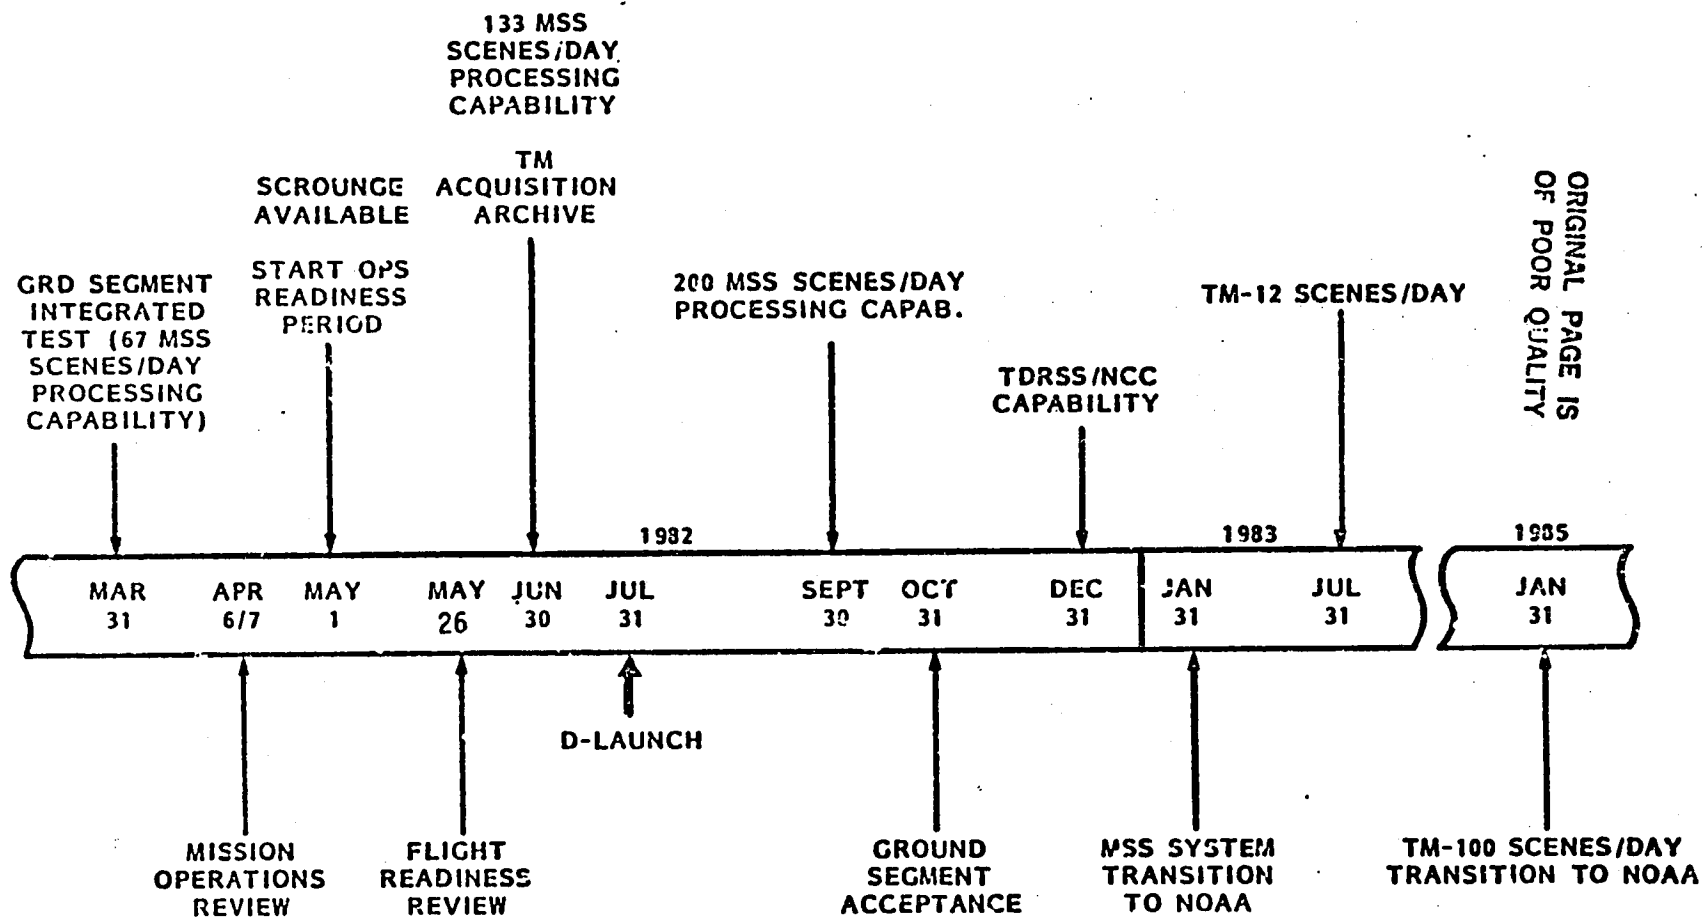 133 MSS
SCENES/DAY
PROCESSING
CAPABILITY
TM
ACQUISITION
ARCHIVE
SCROUNGE
AVAILABLE
START OPS
READINESS
PERIOD
GRD SEGMENT
INTEGRATED
TEST (67 MSS
SCENES/DAY
PROCESSING
CAPABILITY)
200 MSS SCENES/DAY
PROCESSING CAPAB.
TDRSS/NCC
CAPABILITY
TM-12 SCENES/DAY
ORIGINAL PAGE IS
OF POOR QUALITY
1982
1983
1985
MAR
31
APR
6/7
MAY
1
MAY
26
JUN
30
JUL
31
SEPT
30
OCT
31
DEC
31
JAN
31
JUL
31
JAN
31
D-LAUNCH
MISSION
OPERATIONS
REVIEW
FLIGHT
READINESS
REVIEW
GROUND
SEGMENT
ACCEPTANCE
MSS SYSTEM
TRANSITION
TO NOAA
TM-100 SCENES/DAY
TRANSITION TO NOAA